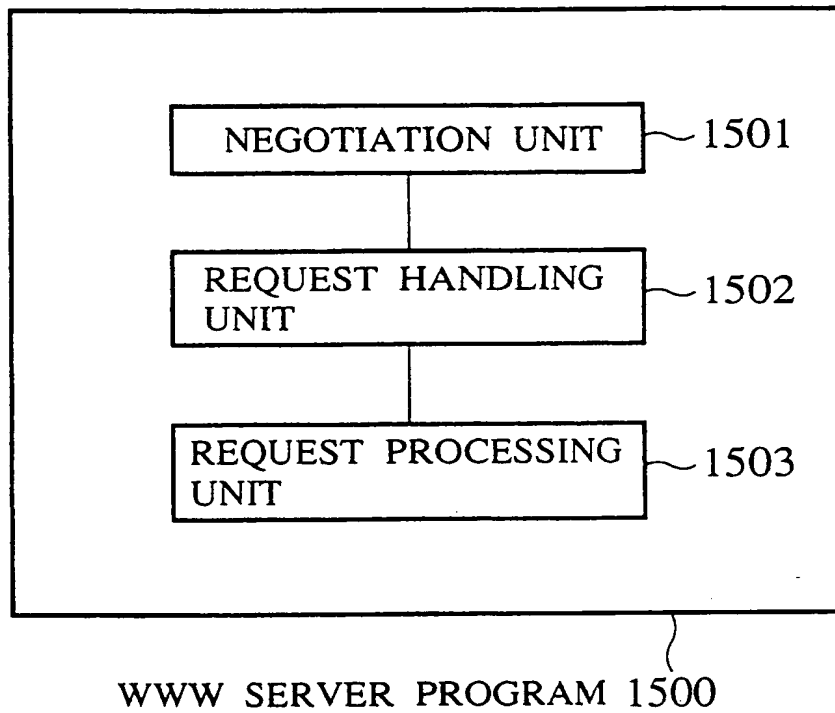 NEGOTIATION UNIT 1501
REQUEST HANDLING
UNIT
1502
REQUEST PROCESSING
UNIT
1503
WWW SERVER PROGRAM 1500